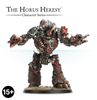 THE HORUS HERESY
Character Series
15+